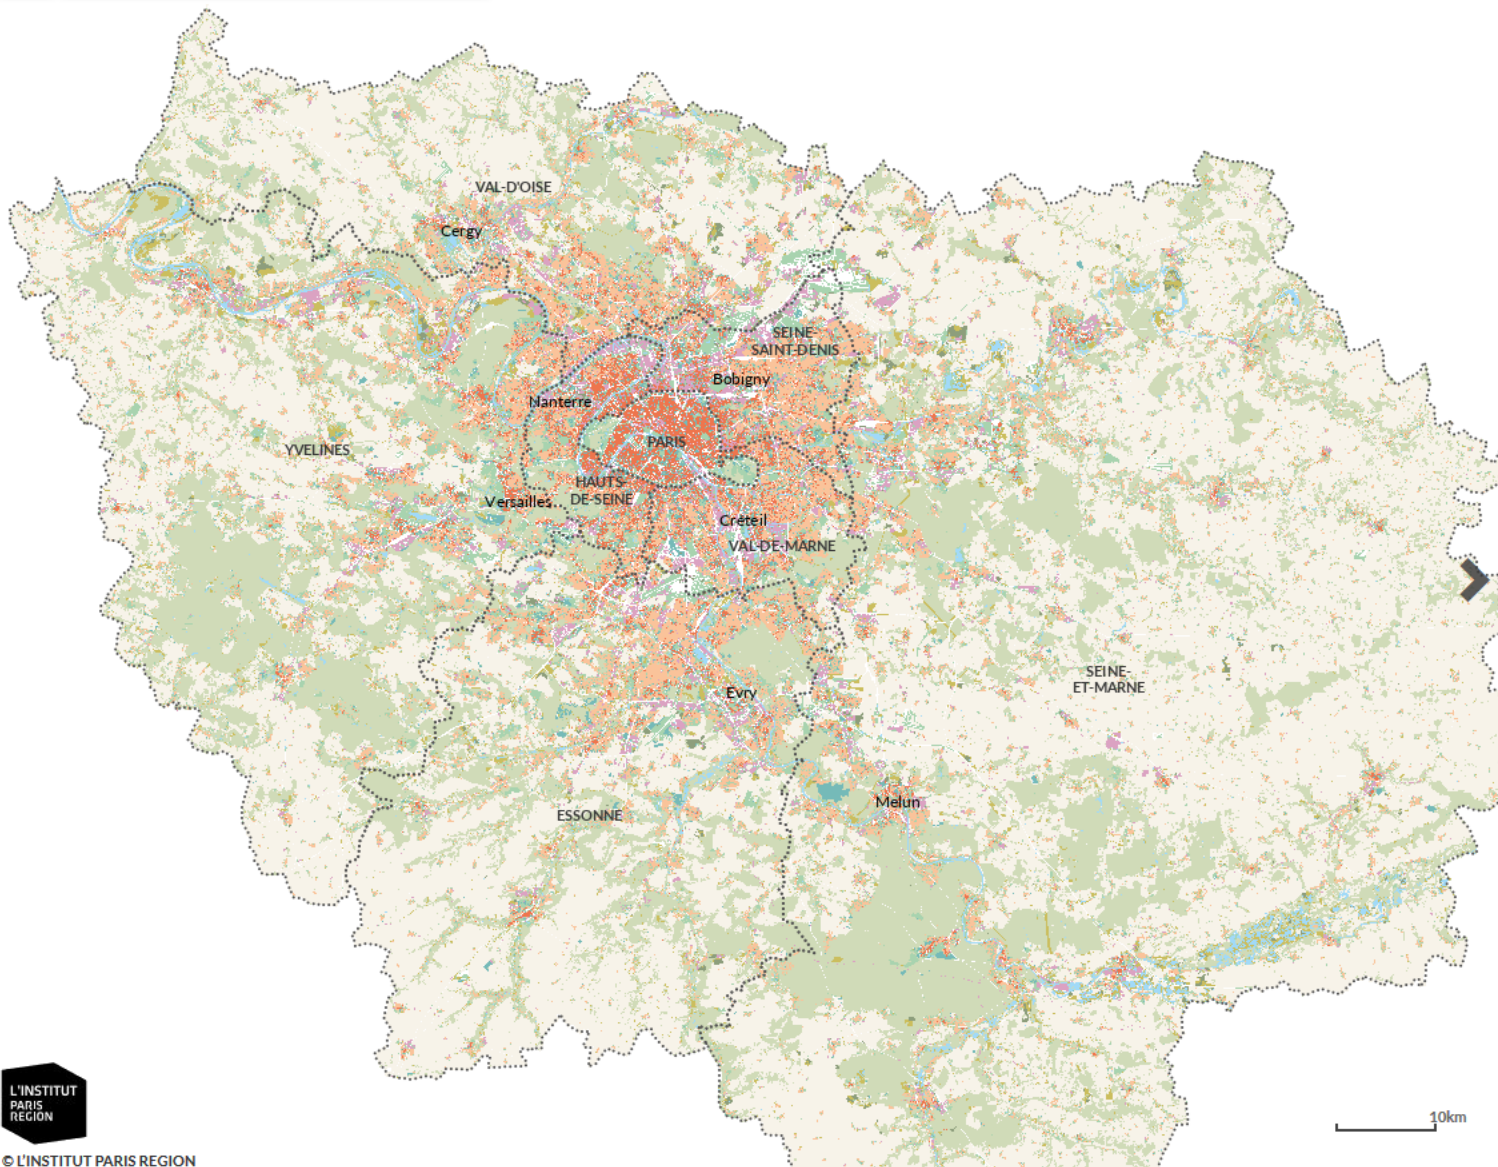 VAL-D'OISE
Cergy
SEINE-
SAINT-DENIS
Bobigny
Nanterre
PARIS
YVELINES
HAUTS-
DE-SEINE
Versailles
Créteil
VAL-DE-MARNE
SEINE-
ET-MARNE
Evry
Melun
ESSONNE
L'INSTITUT
PARIS
REGION
10km
© L'INSTITUT PARIS REGION